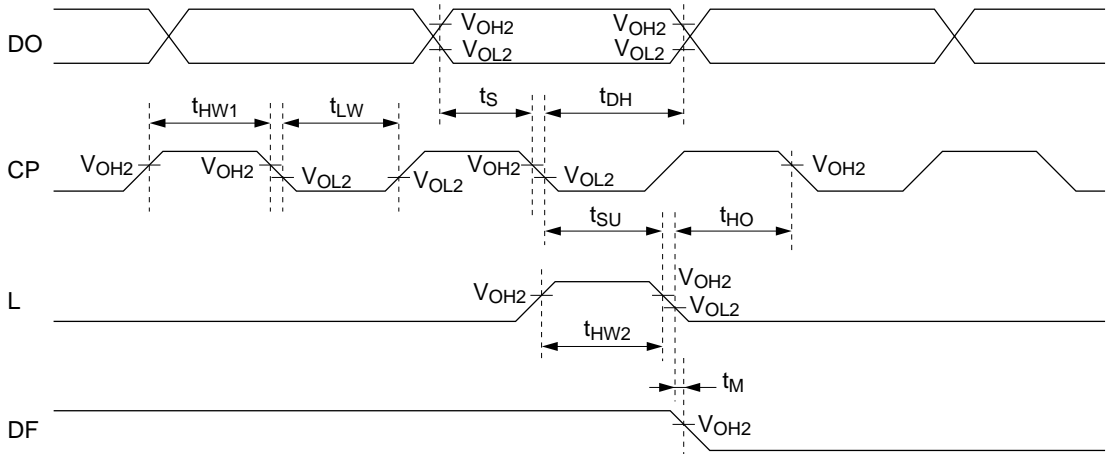 DO
VOH2
VOL2
VOH2
VOL2
tS
tDH
tHW1
tLW
CP
VOH2
VOH2
VOL2
VOL2
VOH2
VOL2
VOH2
tSU
tHO
L
VOH2
VOH2
VOL2
tHW2
tM
DF
VOH2